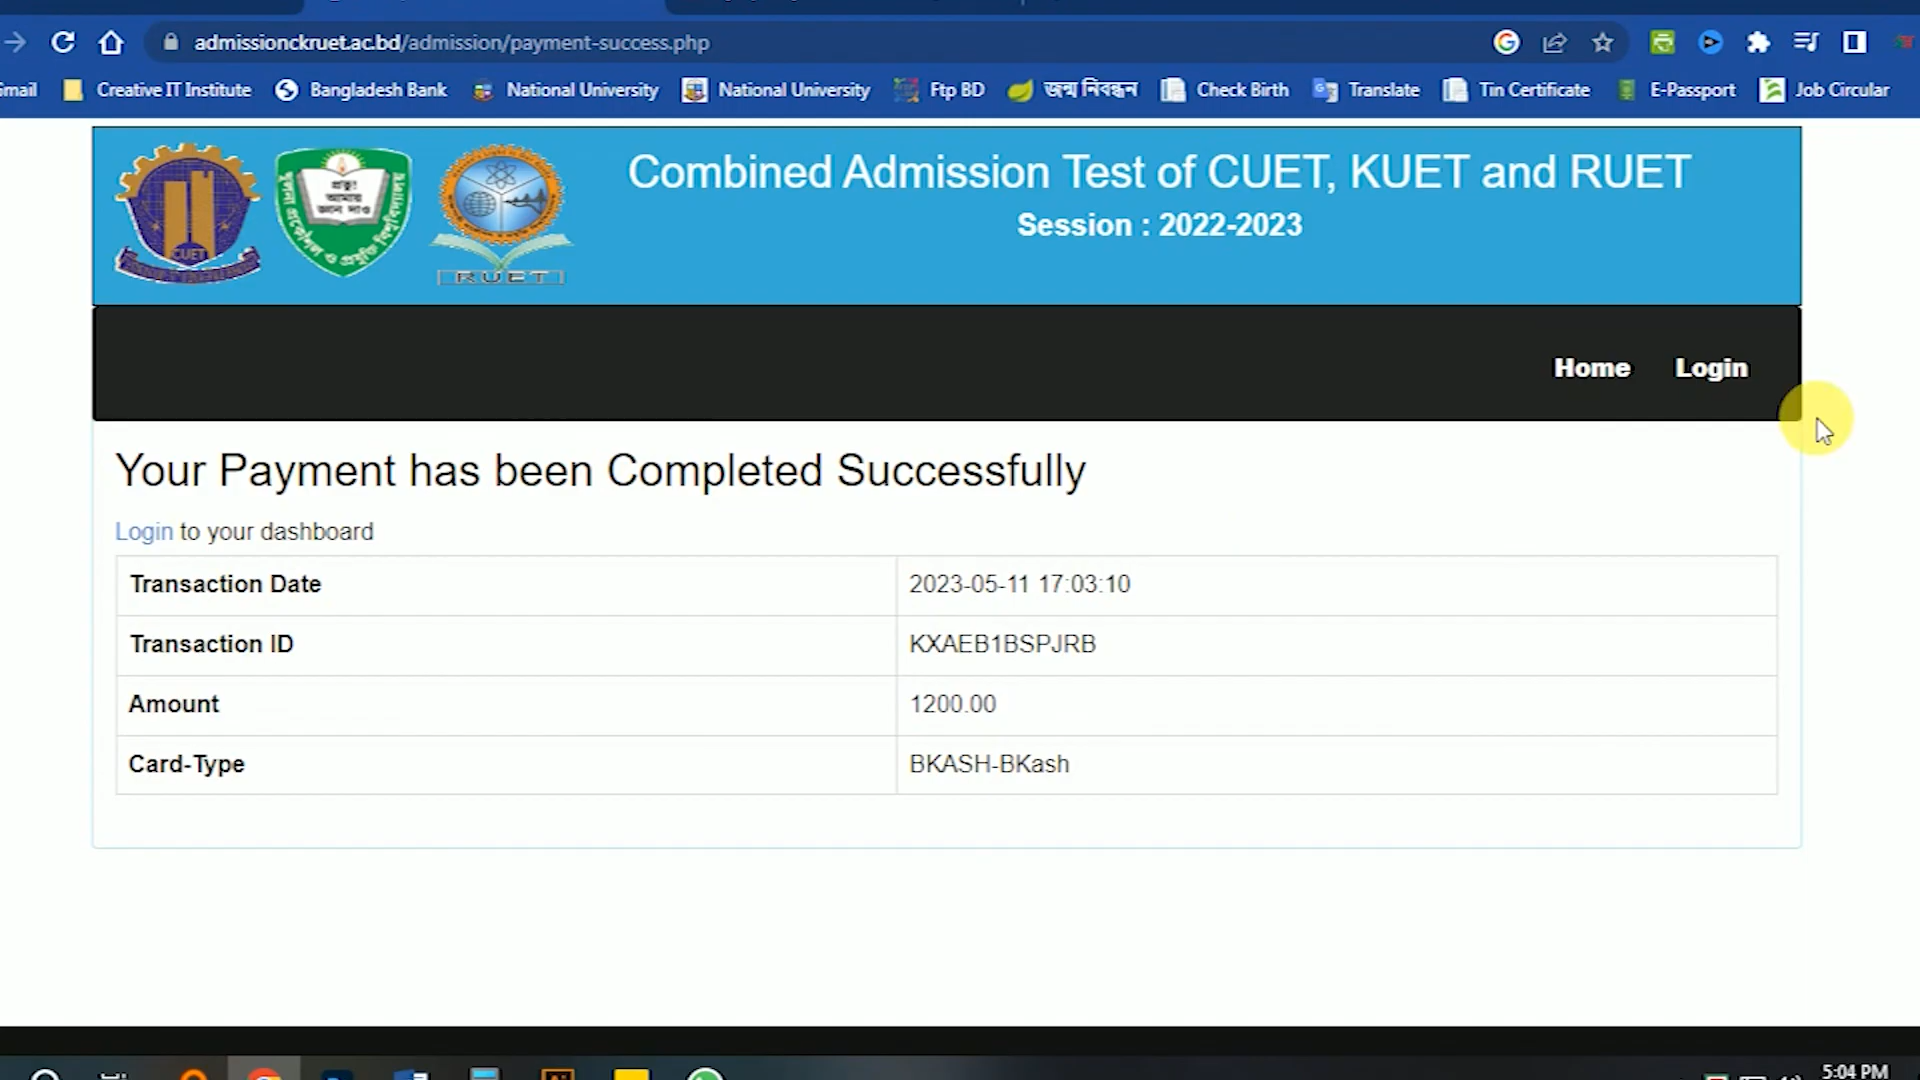 admissionckruet.ac.bd/admission/payment-success.php
Creative IT Institute Bangladesh Bank National University National University Ftp BD জন্ম নিবন্ধন Check Birth Translate Tin Certificate E-Passport Job Circular
Combined Admission Test of CUET, KUET and RUET
Session : 2022-2023
CUET
RUET
Home Login
Your Payment has been Completed Successfully
Login to your dashboard
Transaction Date 2023-05-11 17:03:10
Transaction ID KXAEB1BSPJRB
Amount 1200.00
Card-Type BKASH-BKash
5:04 PM